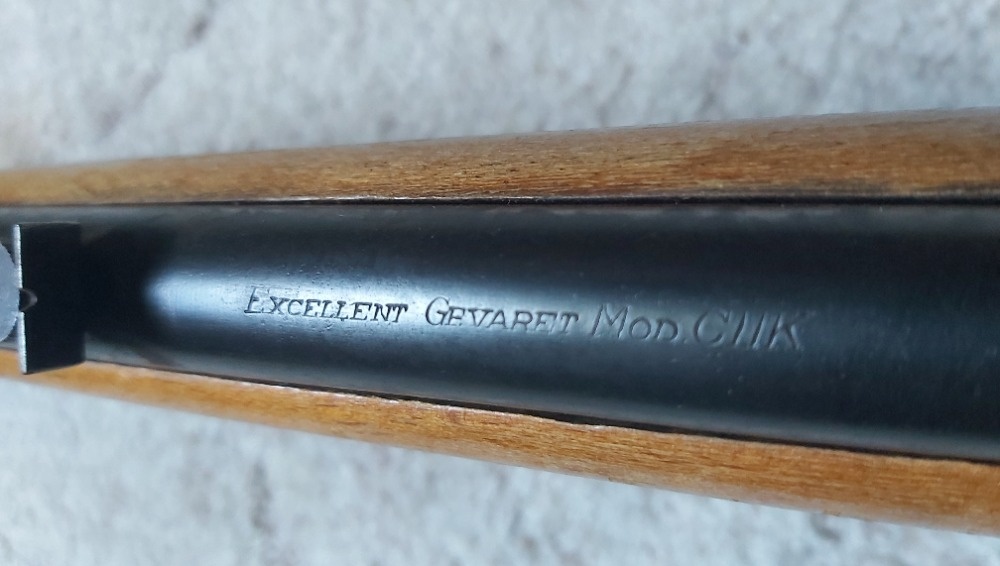 EXCELLENT GEVARET MOD. CIIK